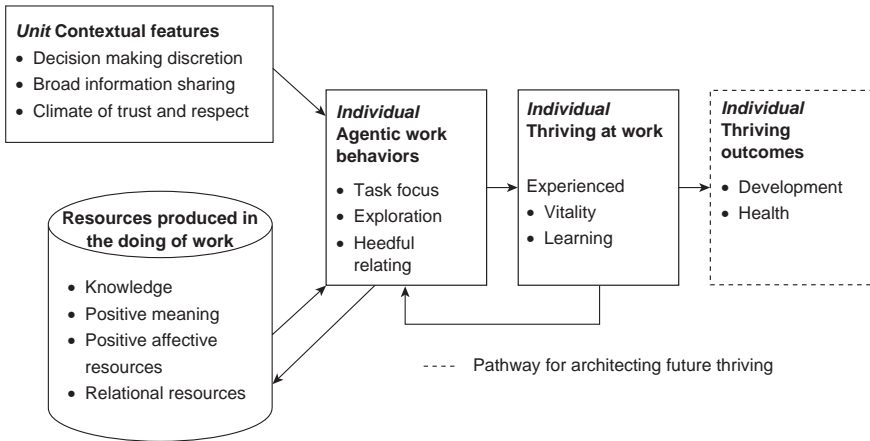 Unit Contextual features
• Decision making discretion
• Broad information sharing
• Climate of trust and respect
Resources produced in
the doing of work
• Knowledge
• Positive meaning
• Positive affective
resources
• Relational resources
Individual
Agentic work
behaviors
• Task focus
• Exploration
• Heedful
relating
Individual
Thriving at work
Experienced
• Vitality
• Learning
Individual
Thriving
outcomes
• Development
• Health
Pathway for architecting future thriving